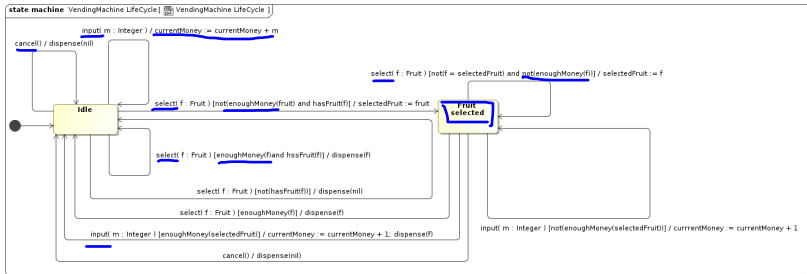 state machine VendingMachine LifeCycle [ VendingMachine LifeCycle ]
input( m : Integer ) / currentMoney := currentMoney + m
cancel() / dispense(nil)
select( f : Fruit ) [not(f = selectedFruit) and not(enoughMoney(f))] / selectedFruit := f
Idle
select( f : Fruit ) [not(enoughMoney(fruit) and hasFruit(f)] / selectedFruit := fruit
Fruit
selected
select( f : Fruit ) [enoughMoney(f)and hssFruit(f)] / dispense(f)
select( f : Fruit ) [not(hasFruit(f))] / dispense(nil)
select( f : Fruit ) [enoughMoney(f)] / dispense(f)
input( m : Integer ) [not(enoughMoney(selectedFruit))] / currrentMoney := currrentMoney + 1
input( m : Integer ) [enoughMoney(selectedFruit)] / currrentMoney := currrentMoney + 1; dispense(f)
cancel() / dispense(nil)